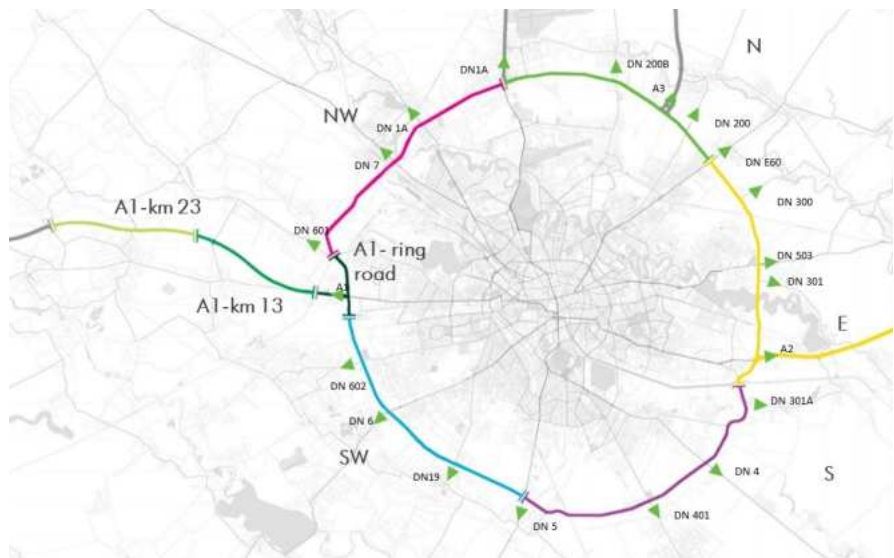 N
DN1A
DN 200B
A3
NW
DN 1A
DN 200
DN 7
DN E60
DN 300
A1-km 23
DN 601
A1- ring
road
DN 503
DN 301
A1
A1-km 13
E
A2
DN 602
DN 301A
DN 6
SW
DN19
DN 4
S
DN 401
DN 5